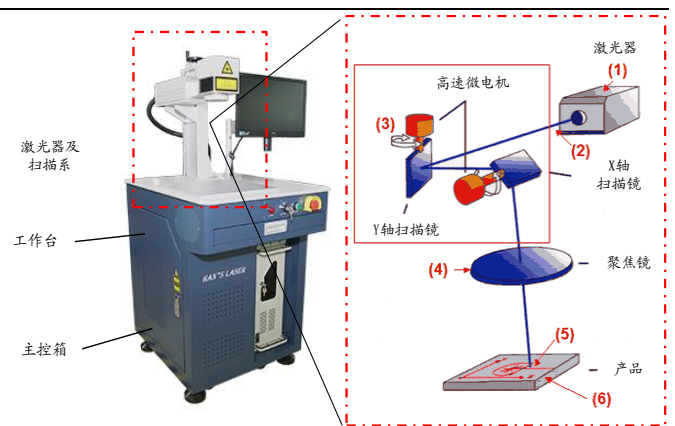 激光器及
扫描系
工作台
主控箱
HAN'S LASER
激光器
(1)
高速微电机
(3)
(2)
X轴
扫描镜
Y轴扫描镜
(4)
聚焦镜
(5)
产品
(6)